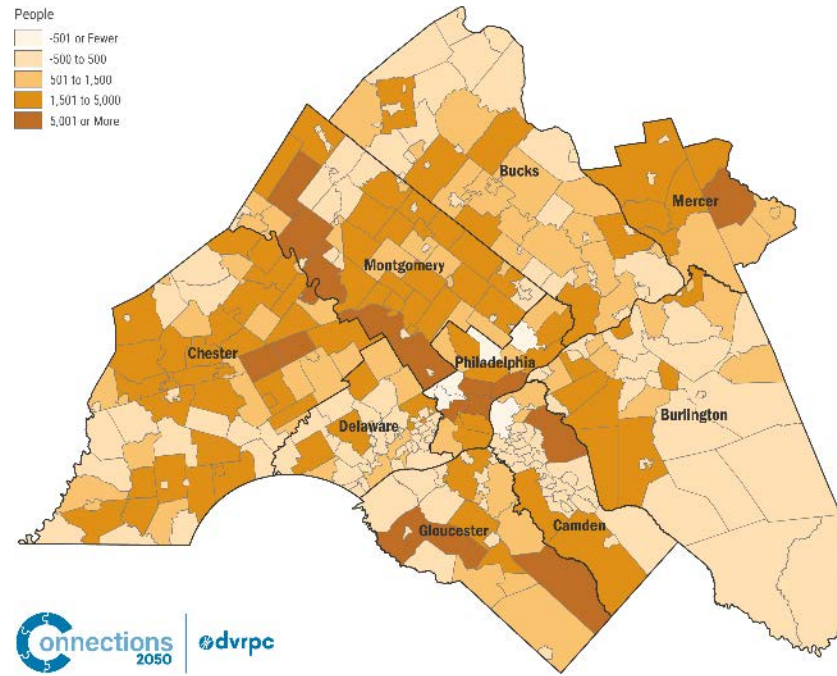 People
-501 or Fewer
-500 to 500
501 to 1,500
1,501 to 5,000
5,001 or More
Bucks
Mercer
Montgomery
Chester
Philadelphia
Burlington
Delaware
Camden
Gloucester
Connections
2050
dvrpc